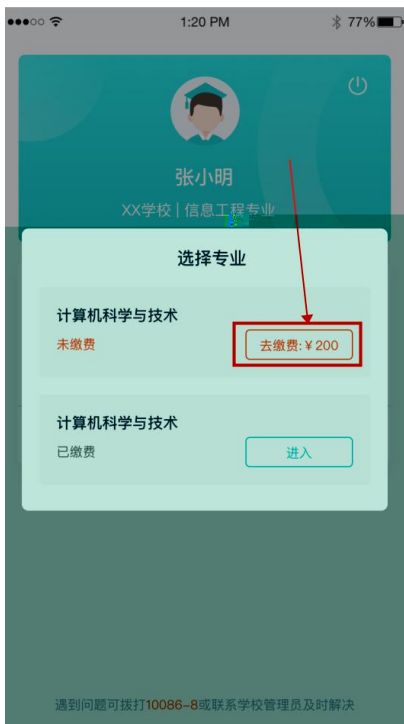 1:20 PM
77%
张小明
XX学校 | 信息工程专业
选择专业
计算机科学与技术
未缴费
去缴费:￥200
计算机科学与技术
已缴费
进入
遇到问题可拨打10086-8或联系学校管理员及时解决